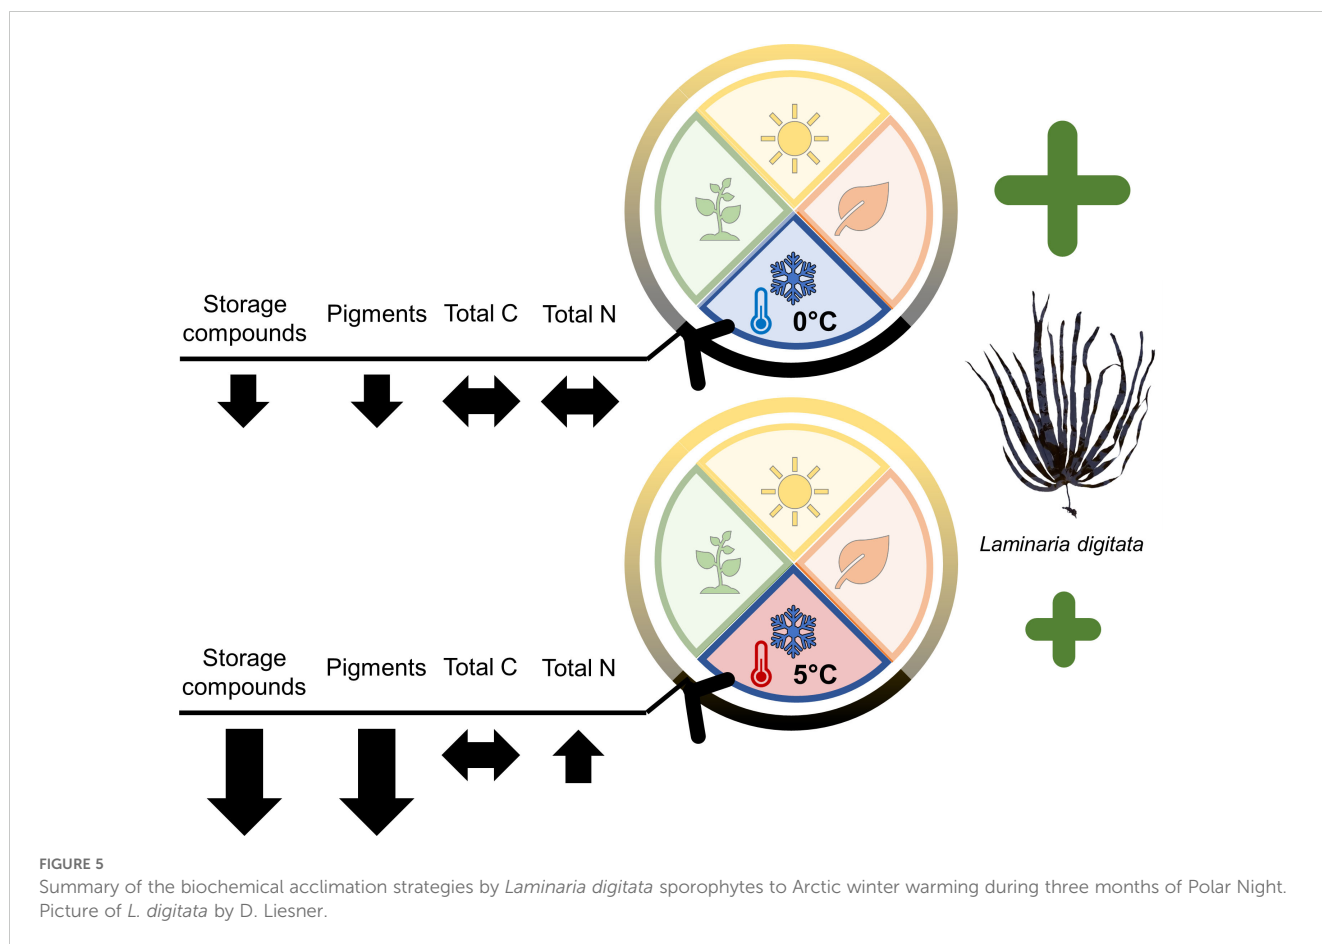 Storage
compounds
Pigments
Total C
Total N
0°C
Laminaria digitata
Storage
compounds
Pigments
Total C
Total N
5°C
FIGURE 5
Summary of the biochemical acclimation strategies by Laminaria digitata sporophytes to Arctic winter warming during three months of Polar Night.
Picture of L. digitata by D. Liesner.